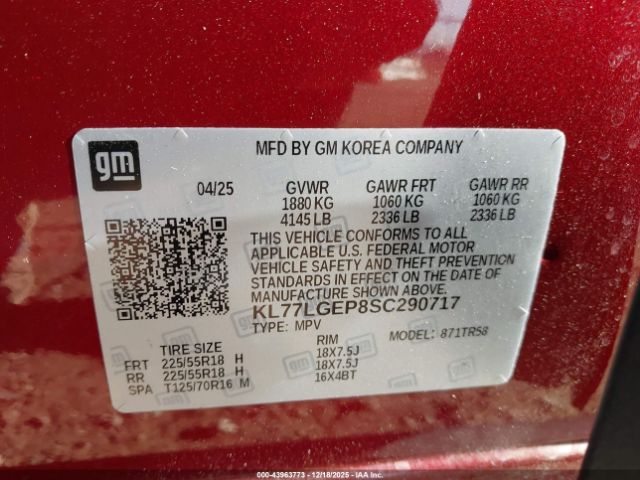 gm
MFD BY GM KOREA COMPANY
04/25 GVWR GAWR FRT GAWR RR
1880 KG 1060 KG 1060 KG
4145 LB 2336 LB 2336 LB
THIS VEHICLE CONFORMS TO ALL
APPLICABLE U.S. FEDERAL MOTOR
VEHICLE SAFETY AND THEFT PREVENTION
STANDARDS IN EFFECT ON THE DATE OF
MANUFACTURE SHOWN ABOVE.
KL77LGEP8SC290717
TYPE: MPV MODEL: 871TR58
TIRE SIZE RIM
FRT 225/55R18 H 18X7.5J
RR 225/55R18 H 18X7.5J
SPA T125/70R16 M 16X4BT
00-43963773 - 12/18/2025 - IAA Inc.